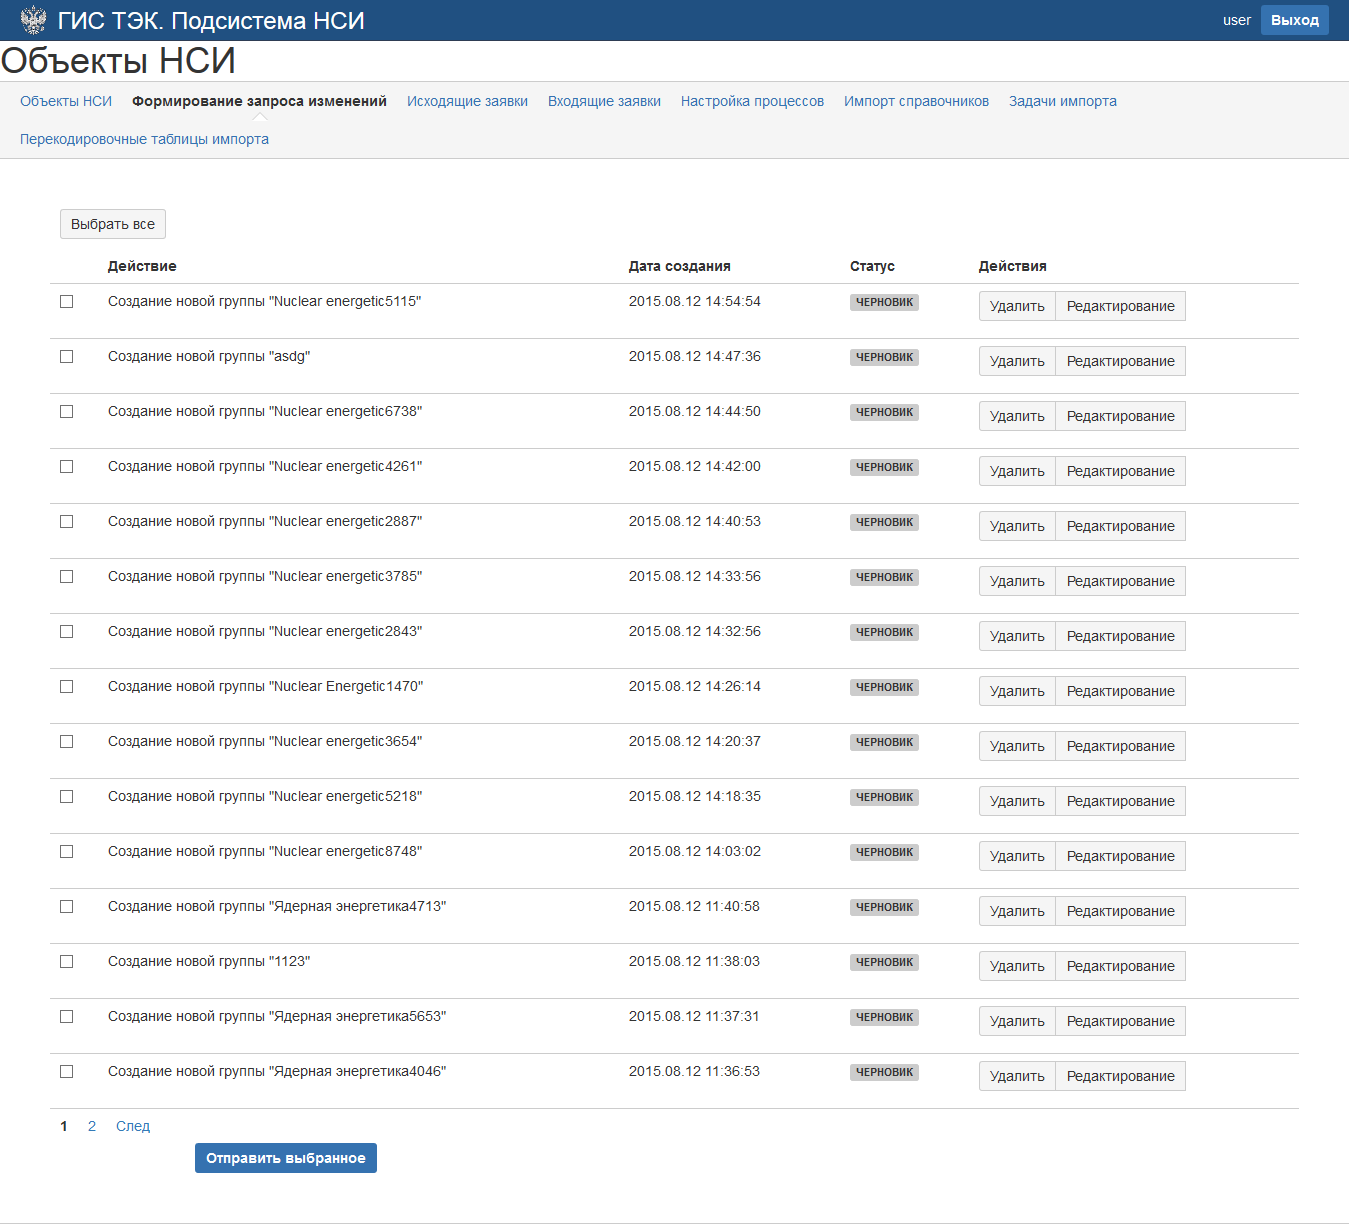 ГИС ТЭК. Подсистема НСИ user Выход
Объекты НСИ
Объекты НСИ Формирование запроса изменений Исходящие заявки Входящие заявки Настройка процессов Импорт справочников Задачи импорта
Перекодировочные таблицы импорта
Выбрать все
Действие Дата создания Статус Действия
Создание новой группы "Nuclear energetic5115" 2015.08.12 14:54:54 ЧЕРНОВИК Удалить Редактирование
Создание новой группы "asdg" 2015.08.12 14:47:36 ЧЕРНОВИК Удалить Редактирование
Создание новой группы "Nuclear energetic6738" 2015.08.12 14:44:50 ЧЕРНОВИК Удалить Редактирование
Создание новой группы "Nuclear energetic4261" 2015.08.12 14:42:00 ЧЕРНОВИК Удалить Редактирование
Создание новой группы "Nuclear energetic2887" 2015.08.12 14:40:53 ЧЕРНОВИК Удалить Редактирование
Создание новой группы "Nuclear energetic3785" 2015.08.12 14:33:56 ЧЕРНОВИК Удалить Редактирование
Создание новой группы "Nuclear energetic2843" 2015.08.12 14:32:56 ЧЕРНОВИК Удалить Редактирование
Создание новой группы "Nuclear Energetic1470" 2015.08.12 14:26:14 ЧЕРНОВИК Удалить Редактирование
Создание новой группы "Nuclear energetic3654" 2015.08.12 14:20:37 ЧЕРНОВИК Удалить Редактирование
Создание новой группы "Nuclear energetic5218" 2015.08.12 14:18:35 ЧЕРНОВИК Удалить Редактирование
Создание новой группы "Nuclear energetic8748" 2015.08.12 14:03:02 ЧЕРНОВИК Удалить Редактирование
Создание новой группы "Ядерная энергетика4713" 2015.08.12 11:40:58 ЧЕРНОВИК Удалить Редактирование
Создание новой группы "1123" 2015.08.12 11:38:03 ЧЕРНОВИК Удалить Редактирование
Создание новой группы "Ядерная энергетика5653" 2015.08.12 11:37:31 ЧЕРНОВИК Удалить Редактирование
Создание новой группы "Ядерная энергетика4046" 2015.08.12 11:36:53 ЧЕРНОВИК Удалить Редактирование
1 2 След
Отправить выбранное